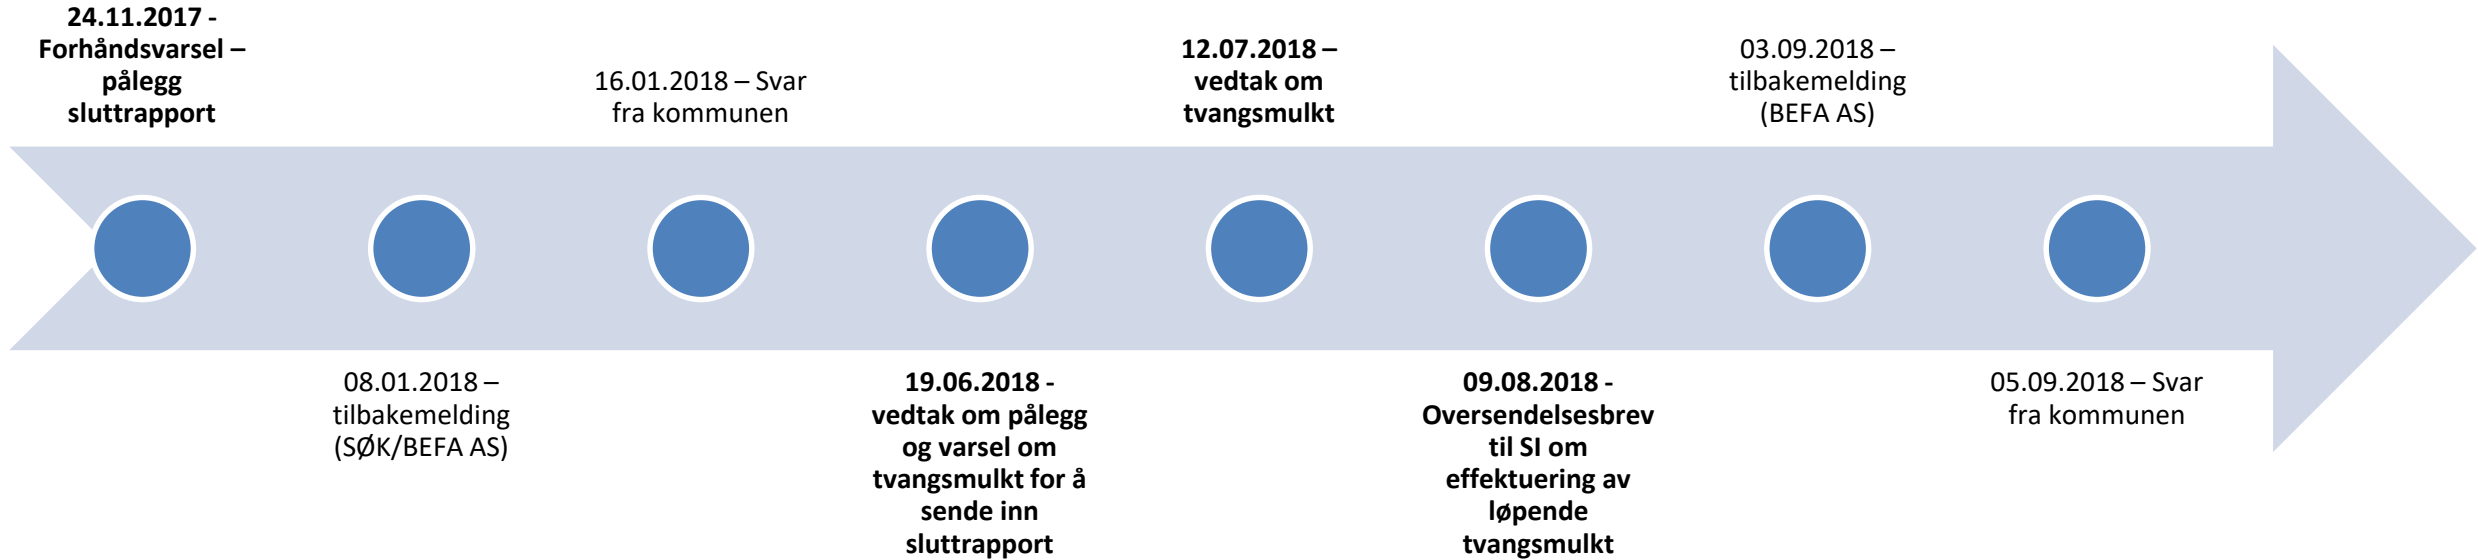 24.11.2017 -
Forhåndsvarsel –
pålegg
sluttrapport
08.01.2018 –
tilbakemelding
(SØK/BEFA AS)
16.01.2018 – Svar
fra kommunen
19.06.2018 -
vedtak om pålegg
og varsel om
tvangsmulkt for å
sende inn
sluttrapport
12.07.2018 –
vedtak om
tvangsmulkt
09.08.2018 -
Oversendelsesbrev
til SI om
effektuering av
løpende
tvangsmulkt
03.09.2018 –
tilbakemelding
(BEFA AS)
05.09.2018 – Svar
fra kommunen